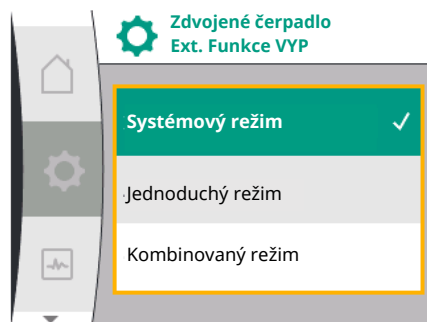 Zdvojené čerpadlo
Ext. Funkce VYP
Systémový režim
Jednoduchý režim
Kombinovaný režim